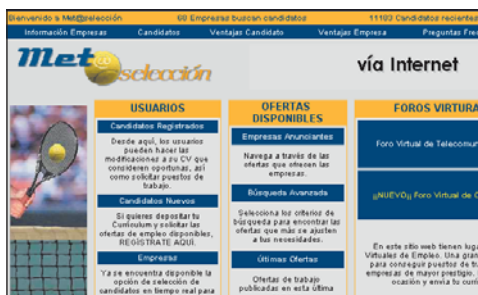 Bienvenido a Met@selección
60 Empresas buscan candidatos
11103 Candidatos recientes
Información Empresas Candidatos Ventajas Candidato Ventajas Empresa Preguntas Fre
Met@selección
vía Internet
USUARIOS
Candidatos Registrados
Desde aquí, los usuarios
pueden hacer las
modificaciones a su CV que
consideren oportunas, así
como solicitar puestos de
trabajo.
Candidatos Nuevos
Si quieres depositar tu
Curriculum y solicitar las
ofertas de empleo disponibles,
REGÍSTRATE AQUÍ.
Empresas
Ya se encuentra disponible la
opción de selección de
candidatos en tiempo real para
OFERTAS
DISPONIBLES
Empresas Anunciantes
Navega a través de las
ofertas que ofrecen las
empresas.
Búsqueda Avanzada
Selecciona los criterios de
búsqueda para encontrar las
ofertas que más se ajusten
a tus necesidades.
Últimas Ofertas
Ofertas de trabajo
publicadas en esta última
FOROS VIRTUA
Foro Virtual de Telecomun
¡¡NUEVO¡¡ Foro Virtual de C
En este sitio web tienen luga
Virtuales de Empleo. Una gran
para conseguir puestos de tr
empresas de mayor prestigio.
ocasión y envia tu curri